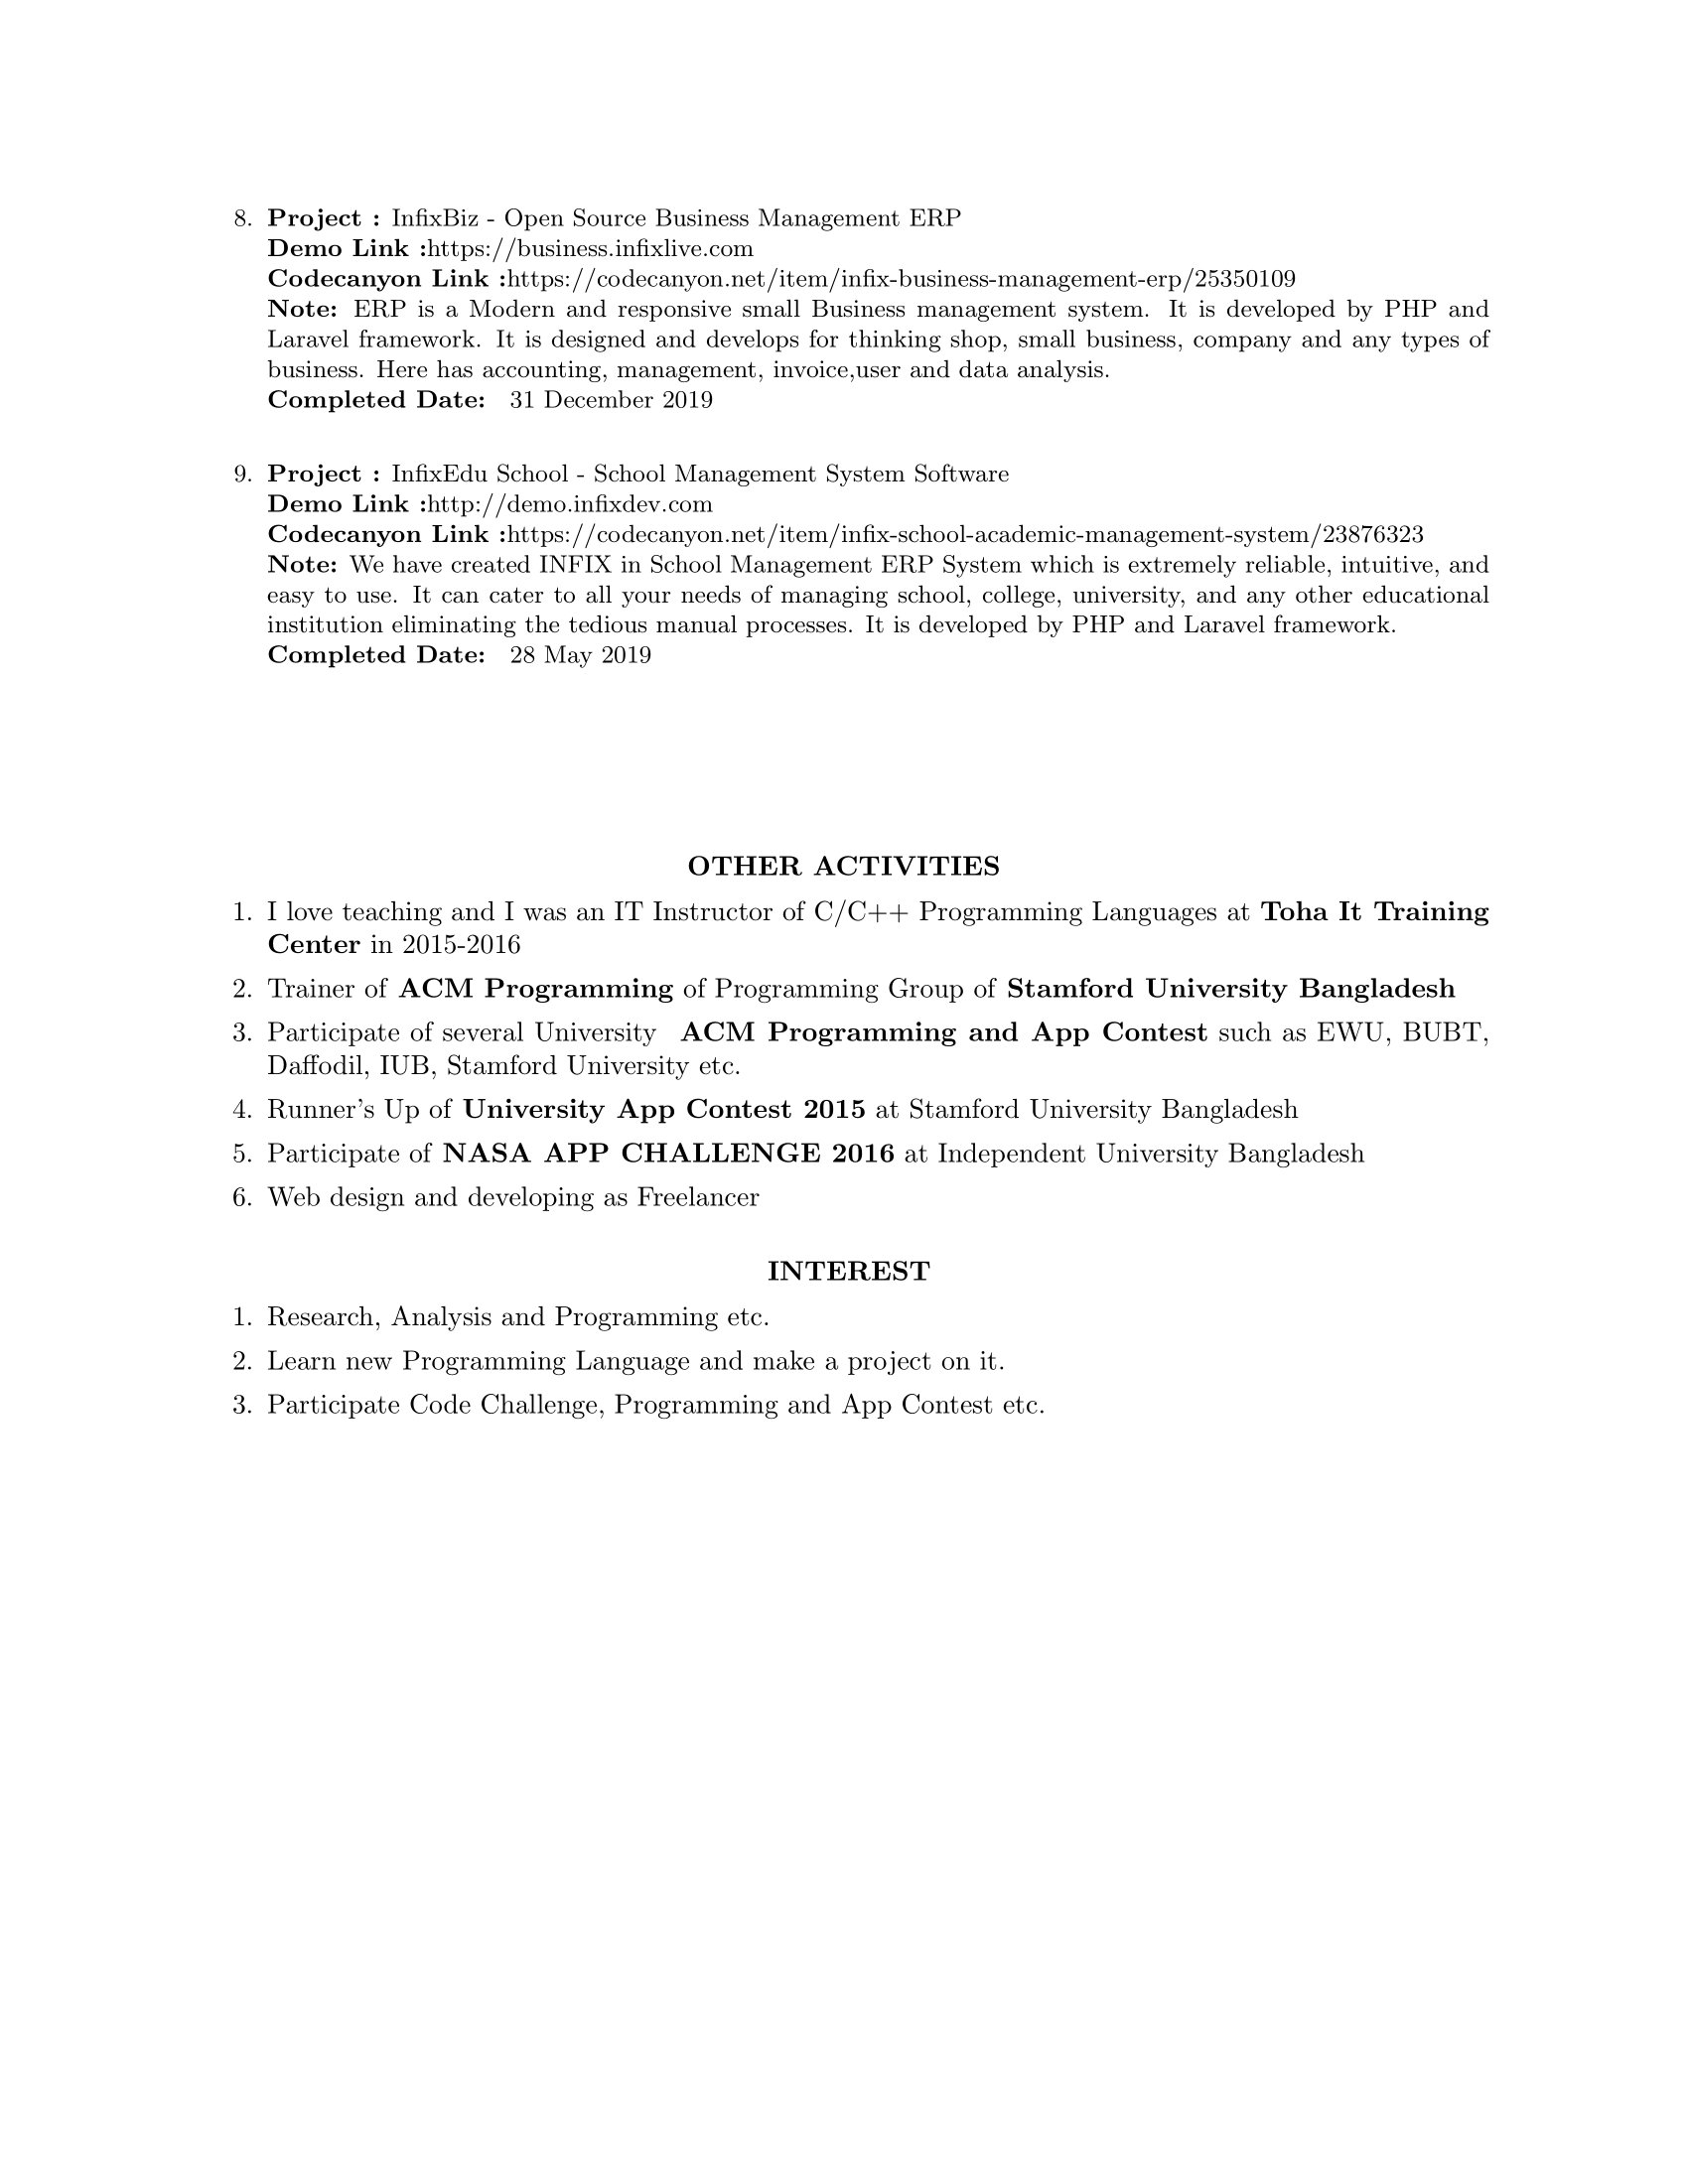 8. Project : InfixBiz - Open Source Business Management ERP
Demo Link :https://business.infixlive.com
Codecanyon Link :https://codecanyon.net/item/infix-business-management-erp/25350109
Note: ERP is a Modern and responsive small Business management system. It is developed by PHP and
Laravel framework. It is designed and develops for thinking shop, small business, company and any types of
business. Here has accounting, management, invoice,user and data analysis.
Completed Date: 31 December 2019
9. Project : InfixEdu School - School Management System Software
Demo Link :http://demo.infixdev.com
Codecanyon Link :https://codecanyon.net/item/infix-school-academic-management-system/23876323
Note: We have created INFIX in School Management ERP System which is extremely reliable, intuitive, and
easy to use. It can cater to all your needs of managing school, college, university, and any other educational
institution eliminating the tedious manual processes. It is developed by PHP and Laravel framework.
Completed Date: 28 May 2019
OTHER ACTIVITIES
1. I love teaching and I was an IT Instructor of C/C++ Programming Languages at Toha It Training
Center in 2015-2016
2. Trainer of ACM Programming of Programming Group of Stamford University Bangladesh
3. Participate of several University ACM Programming and App Contest such as EWU, BUBT,
Daffodil, IUB, Stamford University etc.
4. Runner's Up of University App Contest 2015 at Stamford University Bangladesh
5. Participate of NASA APP CHALLENGE 2016 at Independent University Bangladesh
6. Web design and developing as Freelancer
INTEREST
1. Research, Analysis and Programming etc.
2. Learn new Programming Language and make a project on it.
3. Participate Code Challenge, Programming and App Contest etc.